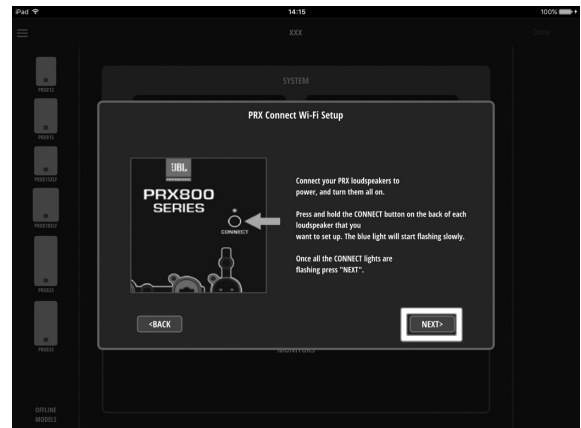 iPad 14:15 100%
XXX Done
SYSTEM
PRX812
PRX815
PRX815XLF
PRX818XLF
PRX825
PRX835
OFFLINE
MODELS
PRX Connect Wi-Fi Setup
JBL
PRX800
SERIES
CONNECT
Connect your PRX loudspeakers to
power, and turn them all on.
Press and hold the CONNECT button on the back of each
loudspeaker that you
want to set up. The blue light will start flashing slowly.
Once all the CONNECT lights are
flashing press "NEXT".
<BACK NEXT>
MONITORS